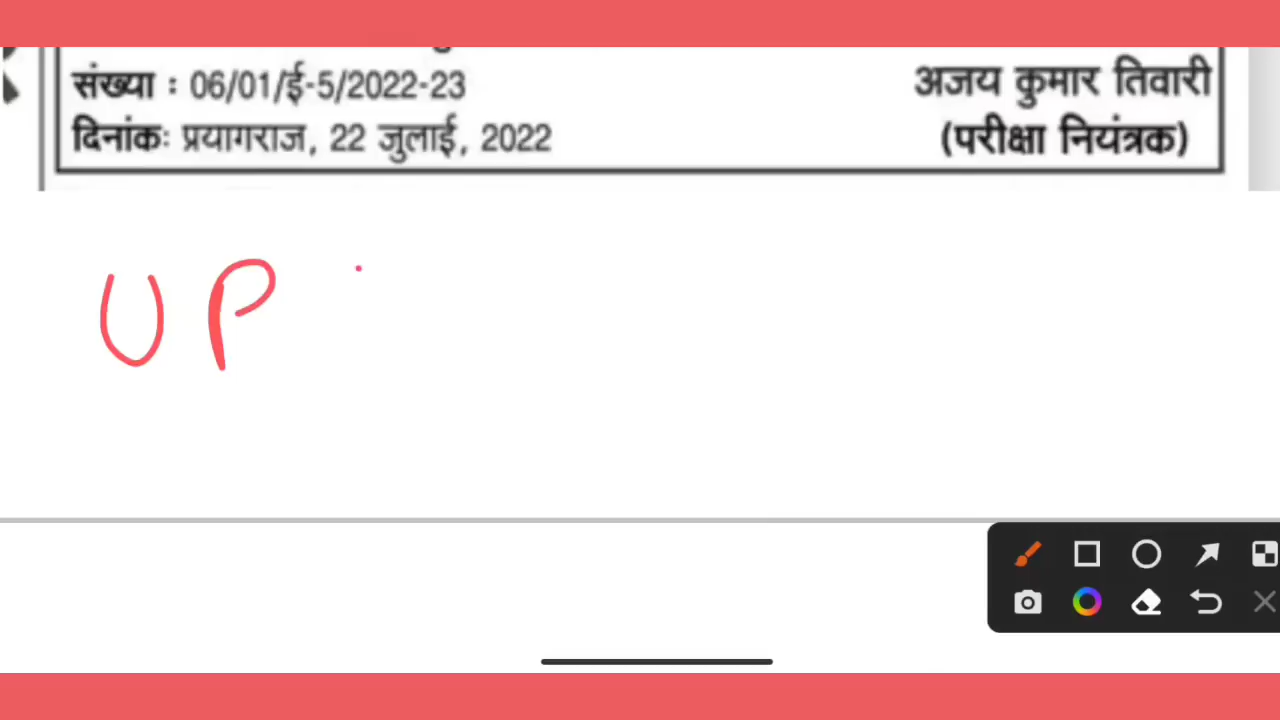 संख्या : 06/01/ई-5/2022-23
अजय कुमार तिवारी
दिनांकः प्रयागराज, 22 जुलाई, 2022
(परीक्षा नियंत्रक)
UP